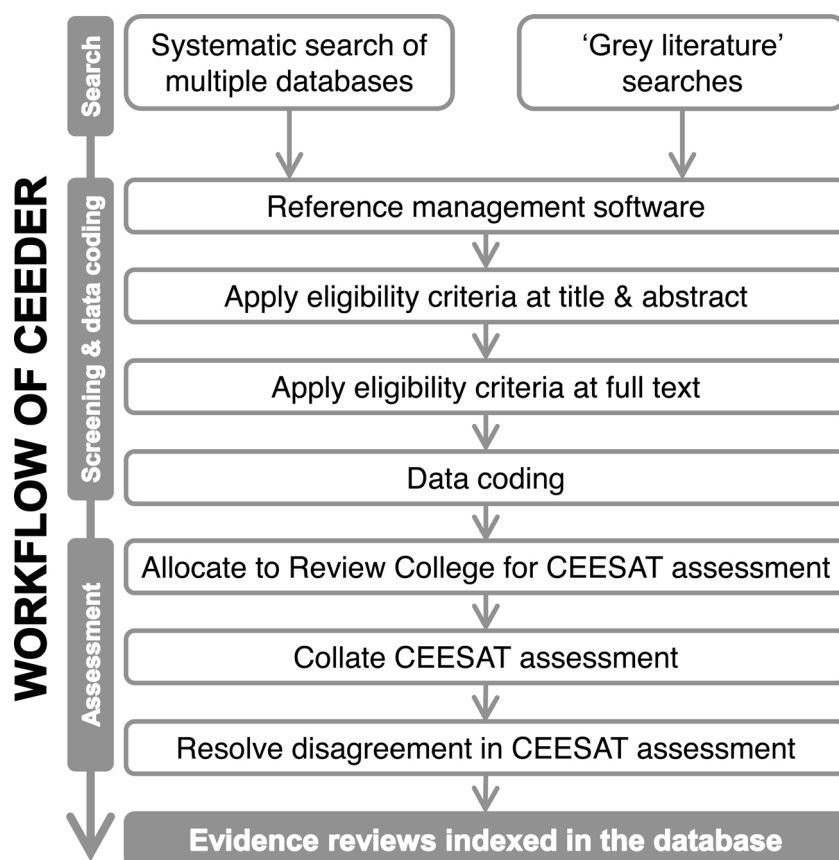 WORKFLOW OF CEEDER
Search
Systematic search of
multiple databases
‘Grey literature’
searches
Screening & data coding
Reference management software
Apply eligibility criteria at title & abstract
Apply eligibility criteria at full text
Data coding
Assessment
Allocate to Review College for CEESAT assessment
Collate CEESAT assessment
Resolve disagreement in CEESAT assessment
Evidence reviews indexed in the database